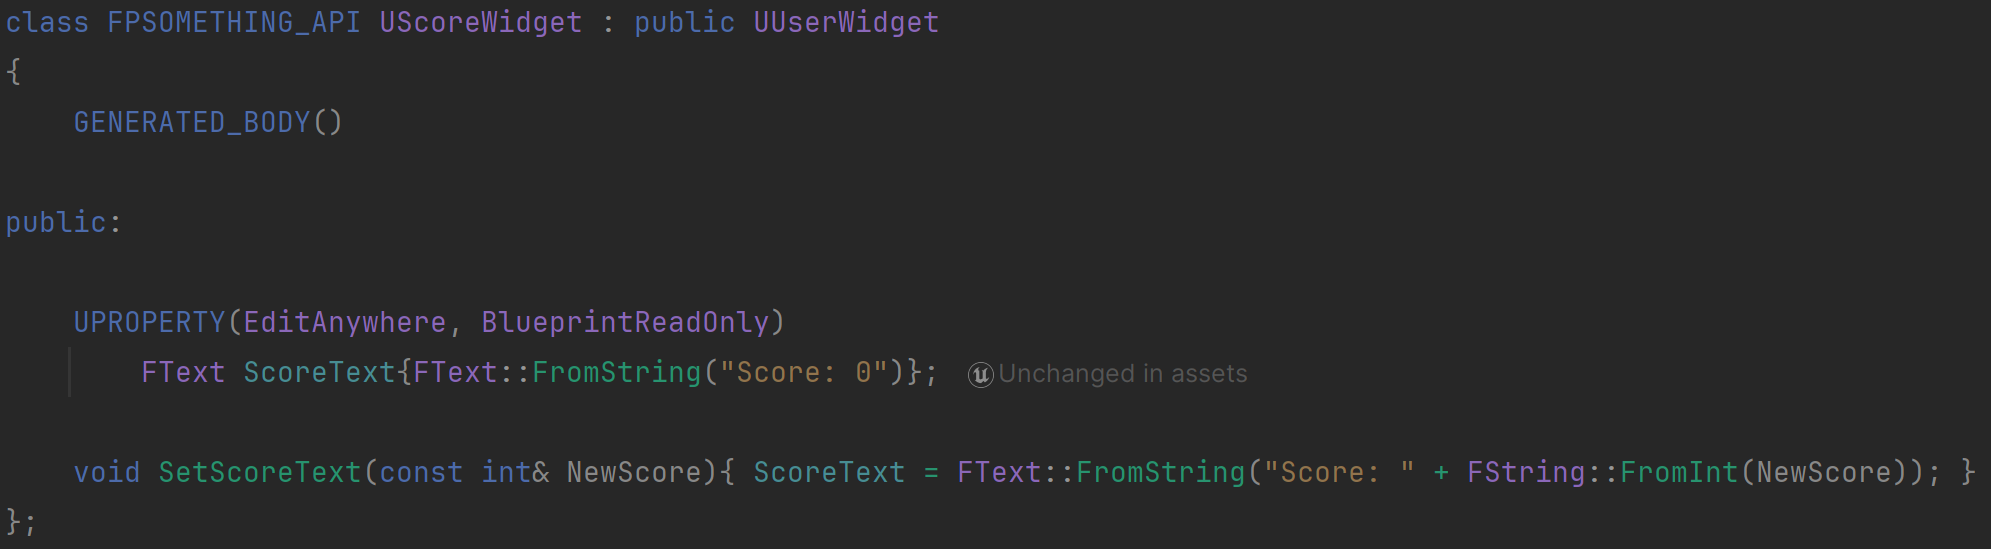 class FPSOMETHING_API UScoreWidget : public UUserWidget
{
    GENERATED_BODY()
public:
    UPROPERTY(EditAnywhere, BlueprintReadOnly)
        FText ScoreText{FText::FromString("Score: 0")}; Unchanged in assets
    void SetScoreText(const int& NewScore){ ScoreText = FText::FromString("Score: " + FString::FromInt(NewScore)); }
};